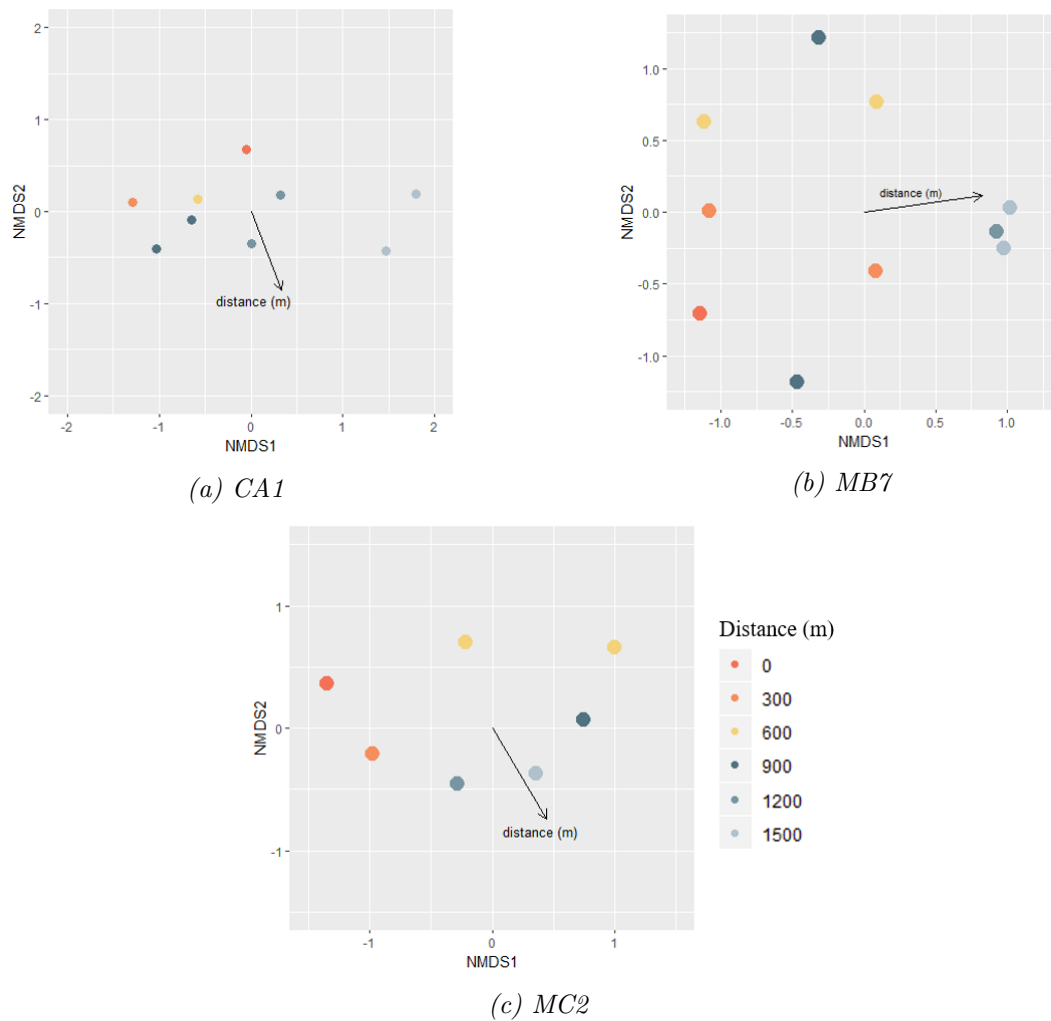 2
1
0
-1
-2
NMDS2
-2
-1
0
1
2
NMDS1
distance (m)
(a) CA1
1.0
0.5
0.0
-0.5
-1.0
NMDS2
-1.0
-0.5
0.0
0.5
1.0
NMDS1
distance (m)
(b) MB7
1
0
-1
NMDS2
-1
0
1
NMDS1
distance (m)
Distance (m)
0
300
600
900
1200
1500
(c) MC2